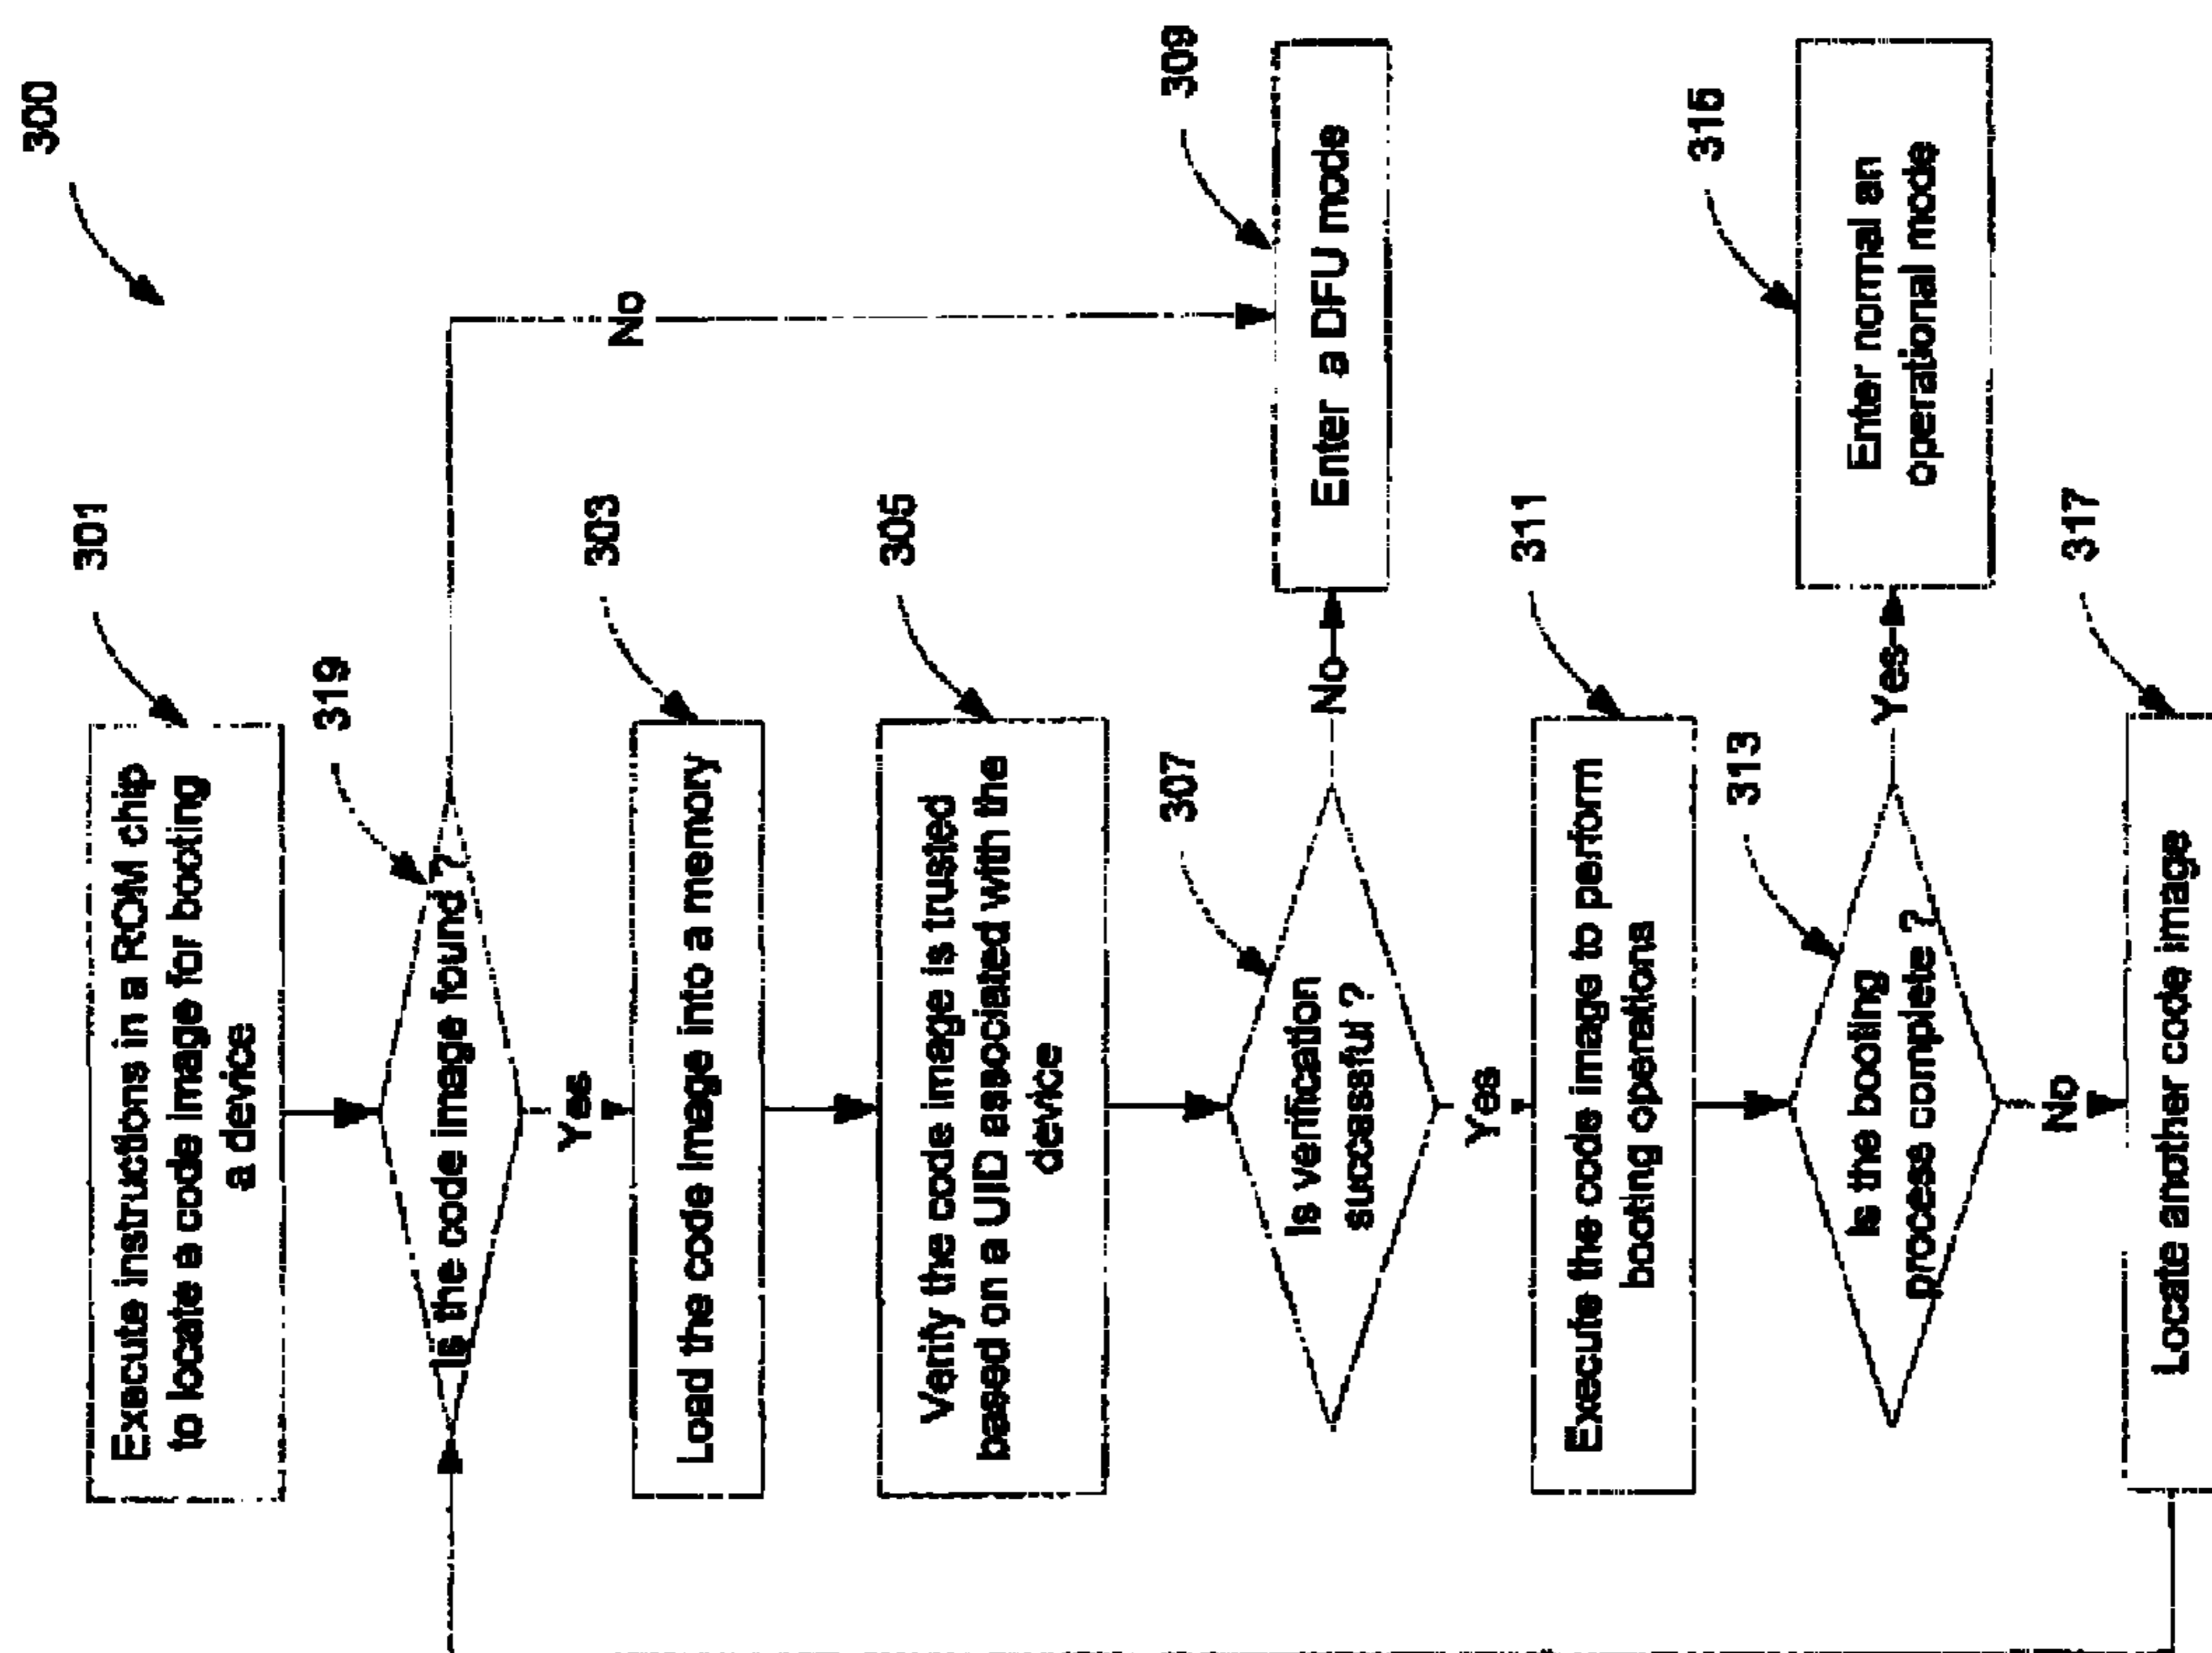 300
301
Execute instructions in a ROM chip
to locate a code image for booting
a device
319
Is the code image found ?
No
Yes
303
Load the code image into a memory
305
Verify the code image is trusted
based on a UID associated with the
device
307
Is verification
successful ?
No
309
Enter a DFU mode
Yes
311
Execute the code image to perform
booting operations
313
Is the booting
process complete ?
Yes
315
Enter normal an
operational mode
No
317
Locate another code image